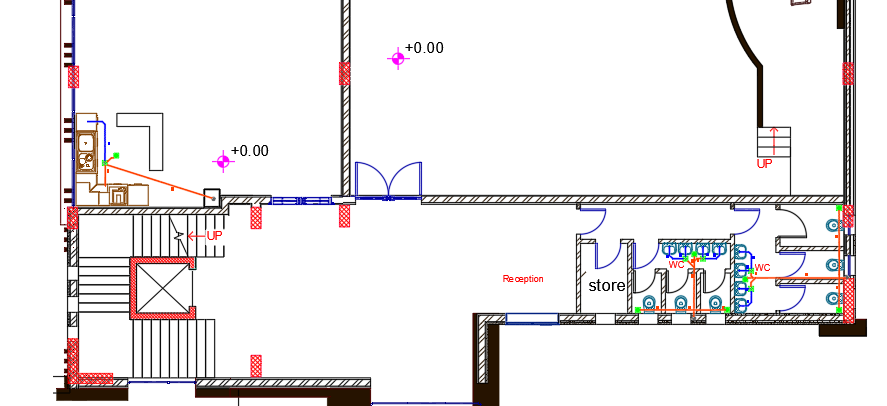 +0.00
+0.00
UP
UP
WC
WC
Reception
store